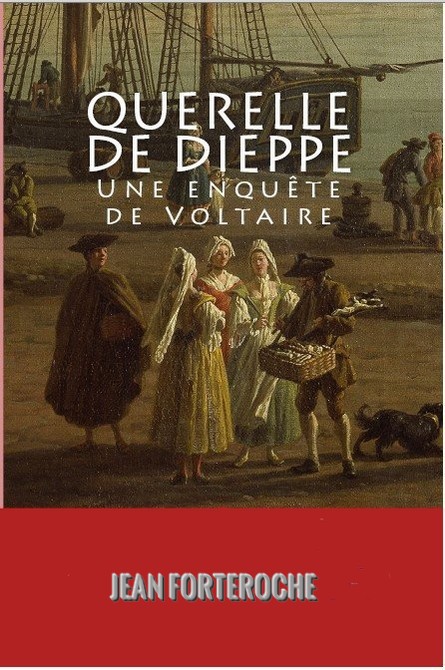 QUERELLE
DE DIEPPE
UNE ENQUÊTE
DE VOLTAIRE
JEAN FORTEROCHE